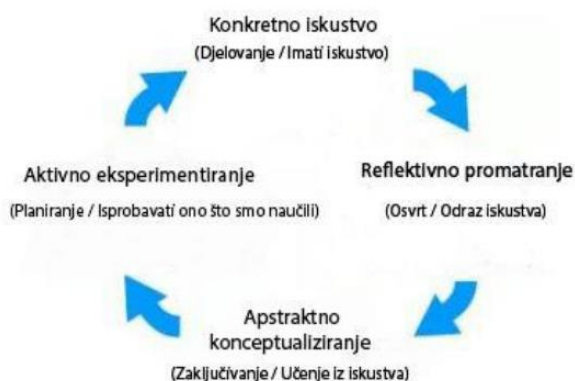 Konkretno iskustvo
(Djelovanje / Imati iskustvo)
Reflektivno promatranje
(Osvrt / Odraz iskustva)
Apstraktno
konceptualiziranje
(Zaključivanje / Učenje iz iskustva)
Aktivno eksperimentiranje
(Planiranje / Isprobavati ono što smo naučili)